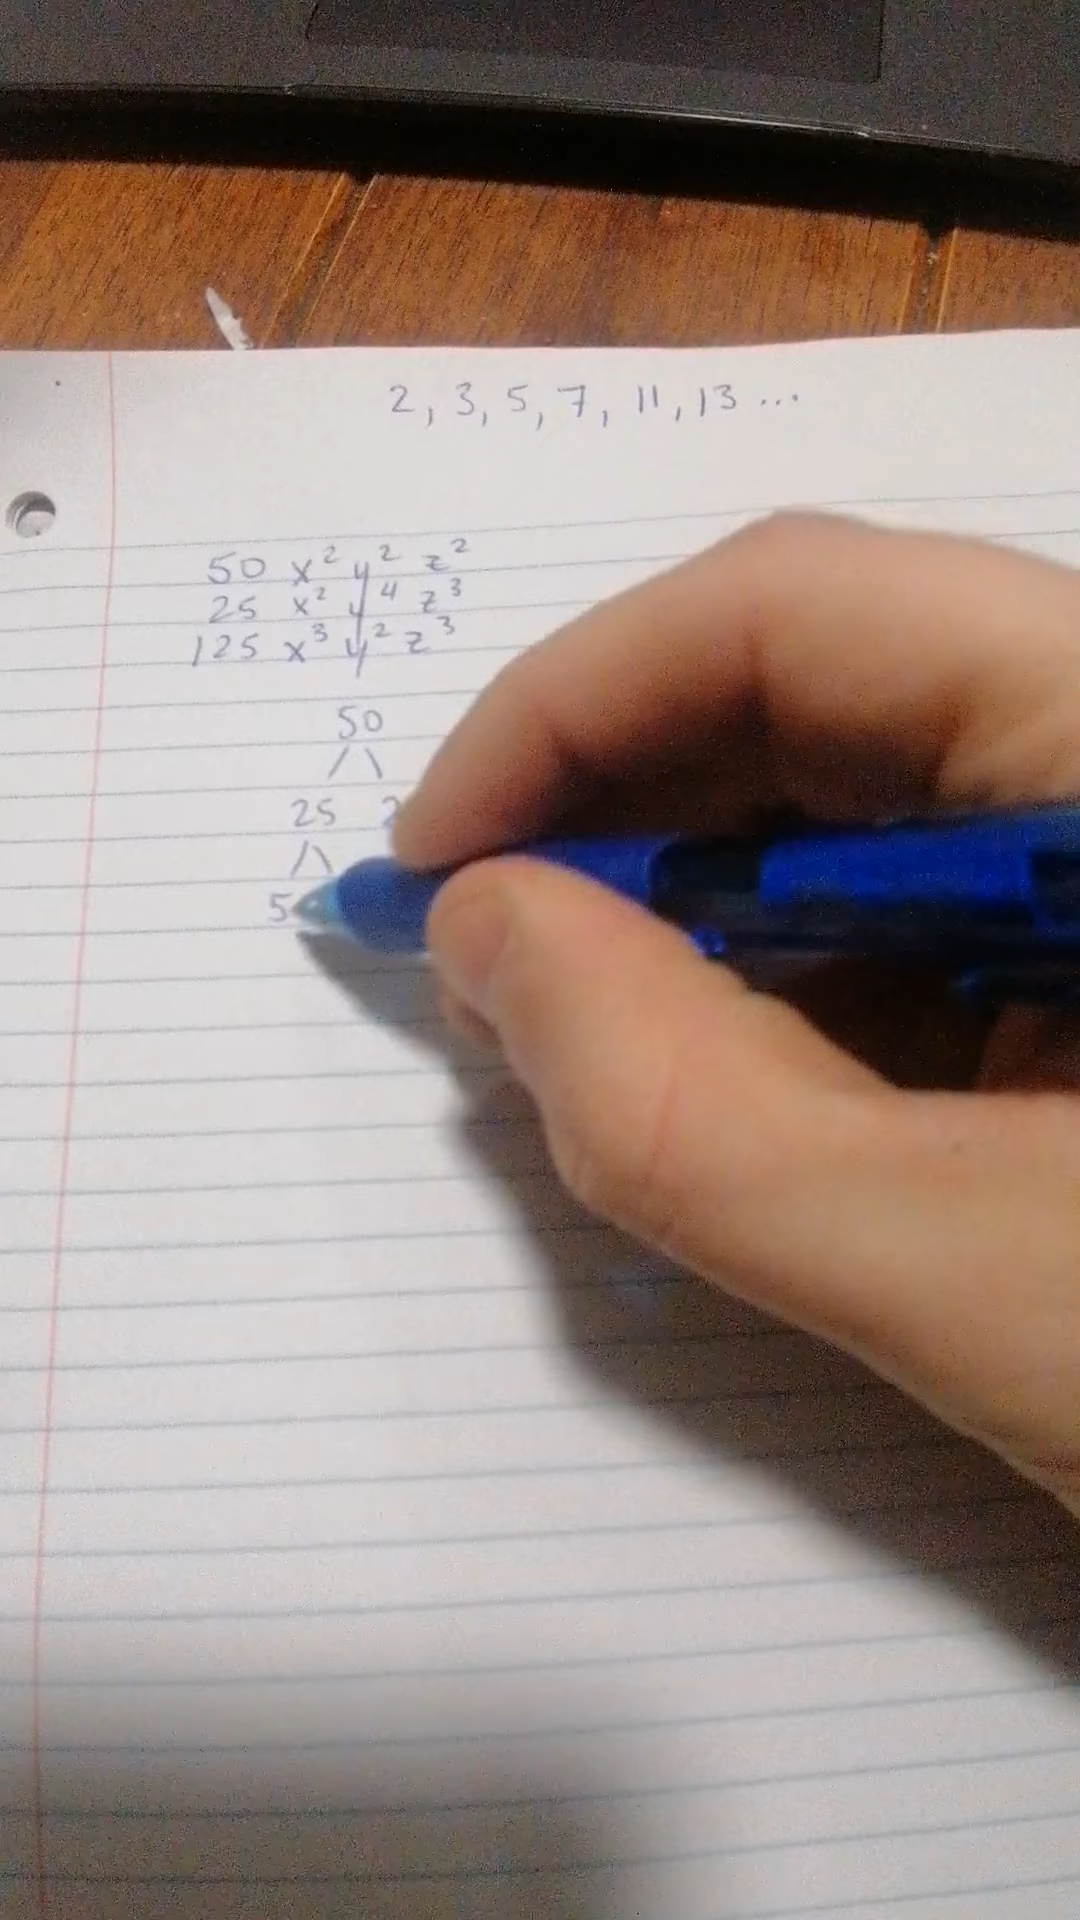 2, 3, 5, 7, 11, 13 ...
50 x² y² z²
25 x² y⁴ z³
125 x³ y² z³
50
25 2
5